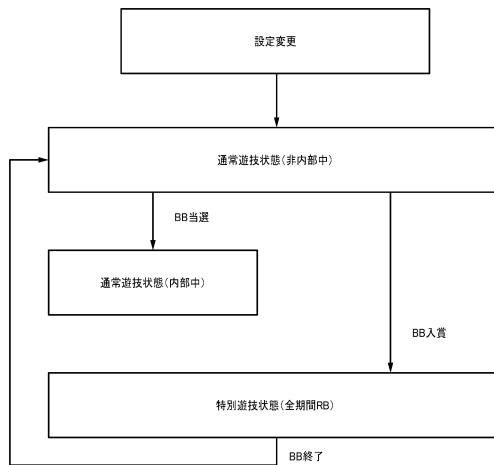 設定変更
通常遊技状態(非内部中)
BB当選
通常遊技状態(内部中)
BB入賞
特別遊技状態(全期間RB)
BB終了